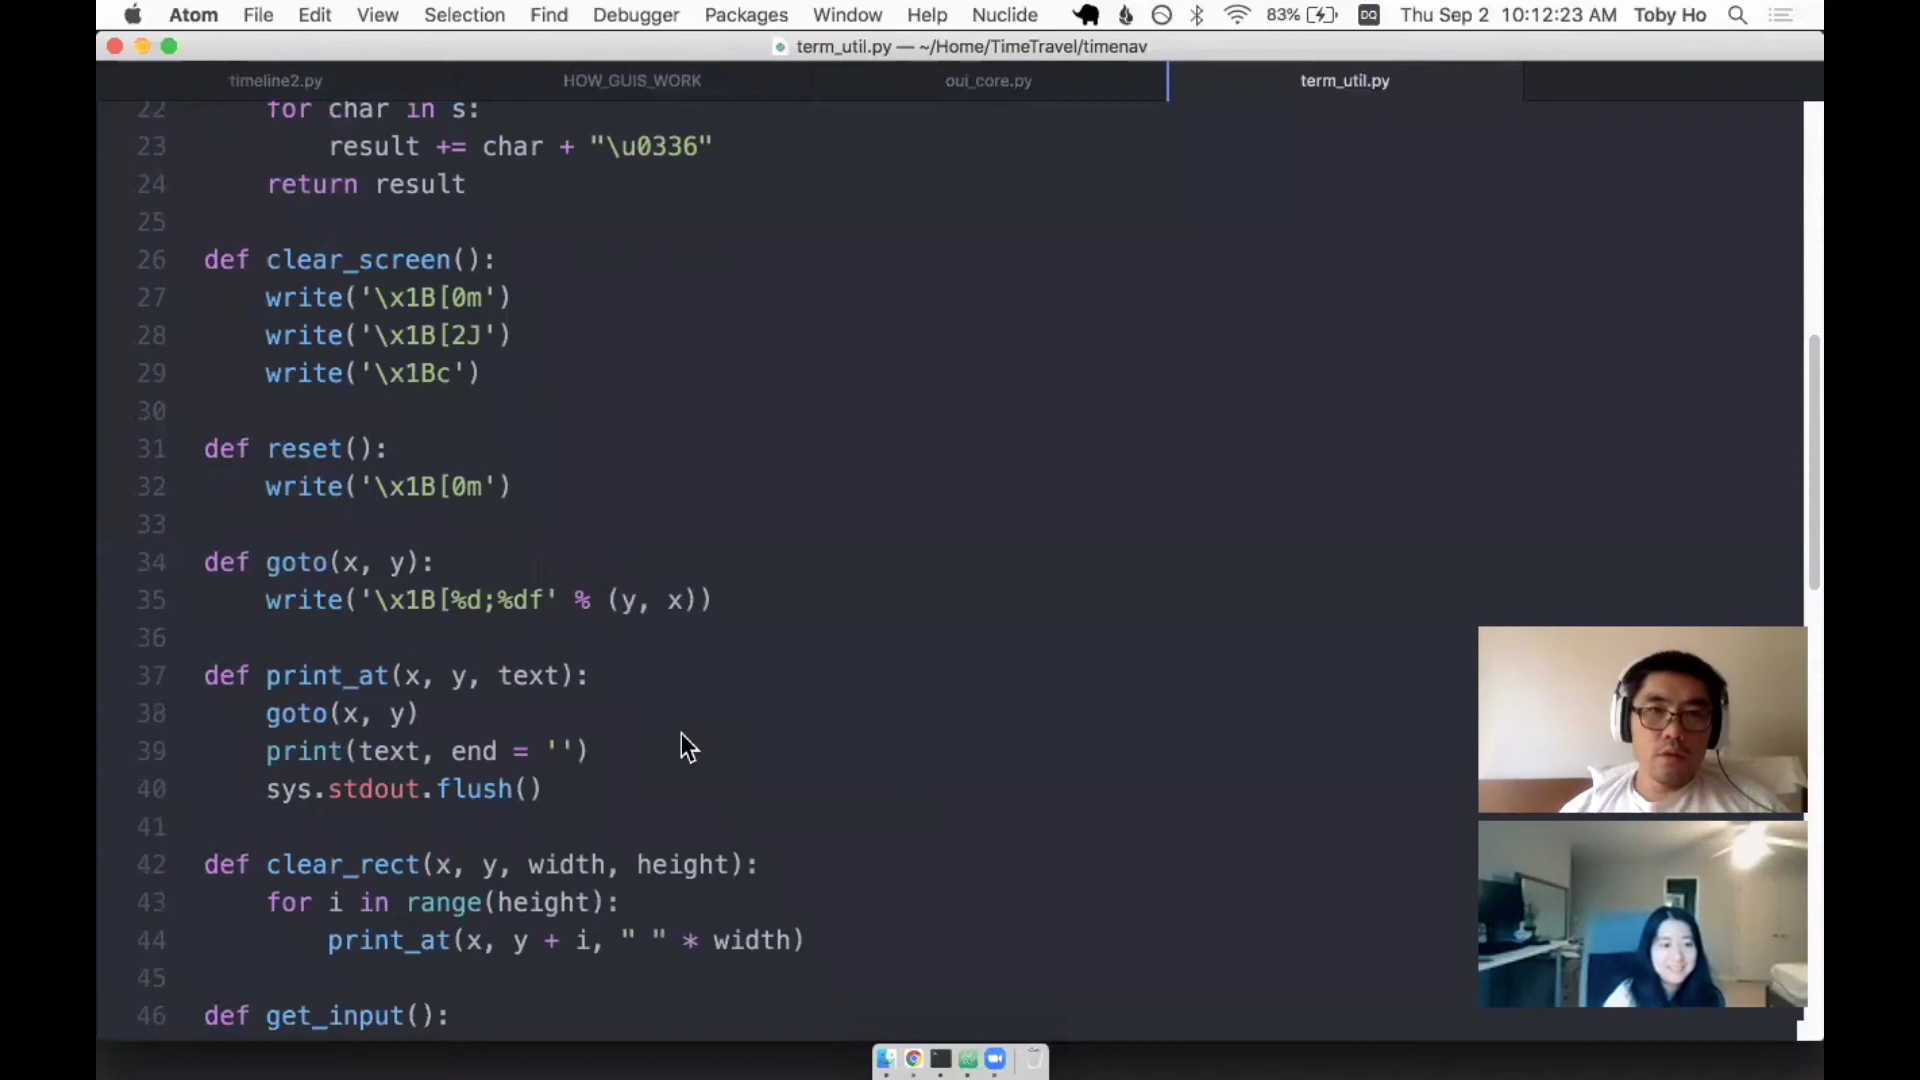 Atom File Edit View Selection Find Debugger Packages Window Help Nuclide 83% DQ Thu Sep 2 10:12:23 AM Toby Ho
term_util.py — ~/Home/TimeTravel/timenav
timeline2.py HOW_GUIS_WORK oui_core.py term_util.py
22 for char in s:
23 result += char + "\u0336"
24 return result
25
26 def clear_screen():
27 write('\x1B[0m')
28 write('\x1B[2J')
29 write('\x1Bc')
30
31 def reset():
32 write('\x1B[0m')
33
34 def goto(x, y):
35 write('\x1B[%d;%df' % (y, x))
36
37 def print_at(x, y, text):
38 goto(x, y)
39 print(text, end = '')
40 sys.stdout.flush()
41
42 def clear_rect(x, y, width, height):
43 for i in range(height):
44 print_at(x, y + i, " " * width)
45
46 def get_input():